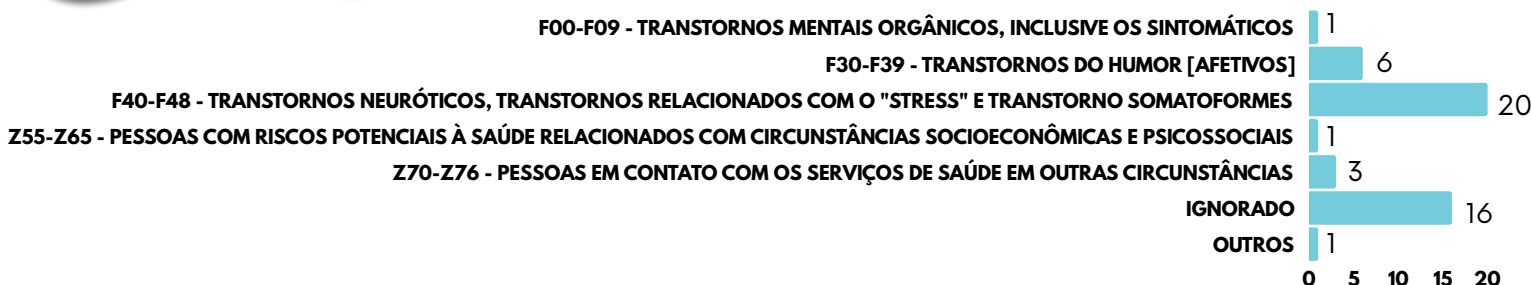 F00-F09 - TRANSTORNOS MENTAIS ORGÂNICOS, INCLUSIVE OS SINTOMÁTICOS 1
F30-F39 - TRANSTORNOS DO HUMOR [AFETIVOS] 6
F40-F48 - TRANSTORNOS NEURÓTICOS, TRANSTORNOS RELACIONADOS COM O "STRESS" E TRANSTORNO SOMATOFORMES 20
Z55-Z65 - PESSOAS COM RISCOS POTENCIAIS À SAÚDE RELACIONADOS COM CIRCUNSTÂNCIAS SOCIOECONÔMICAS E PSICOSSOCIAIS 1
Z70-Z76 - PESSOAS EM CONTATO COM OS SERVIÇOS DE SAÚDE EM OUTRAS CIRCUNSTÂNCIAS 3
IGNORADO 16
OUTROS 1
0 5 10 15 20